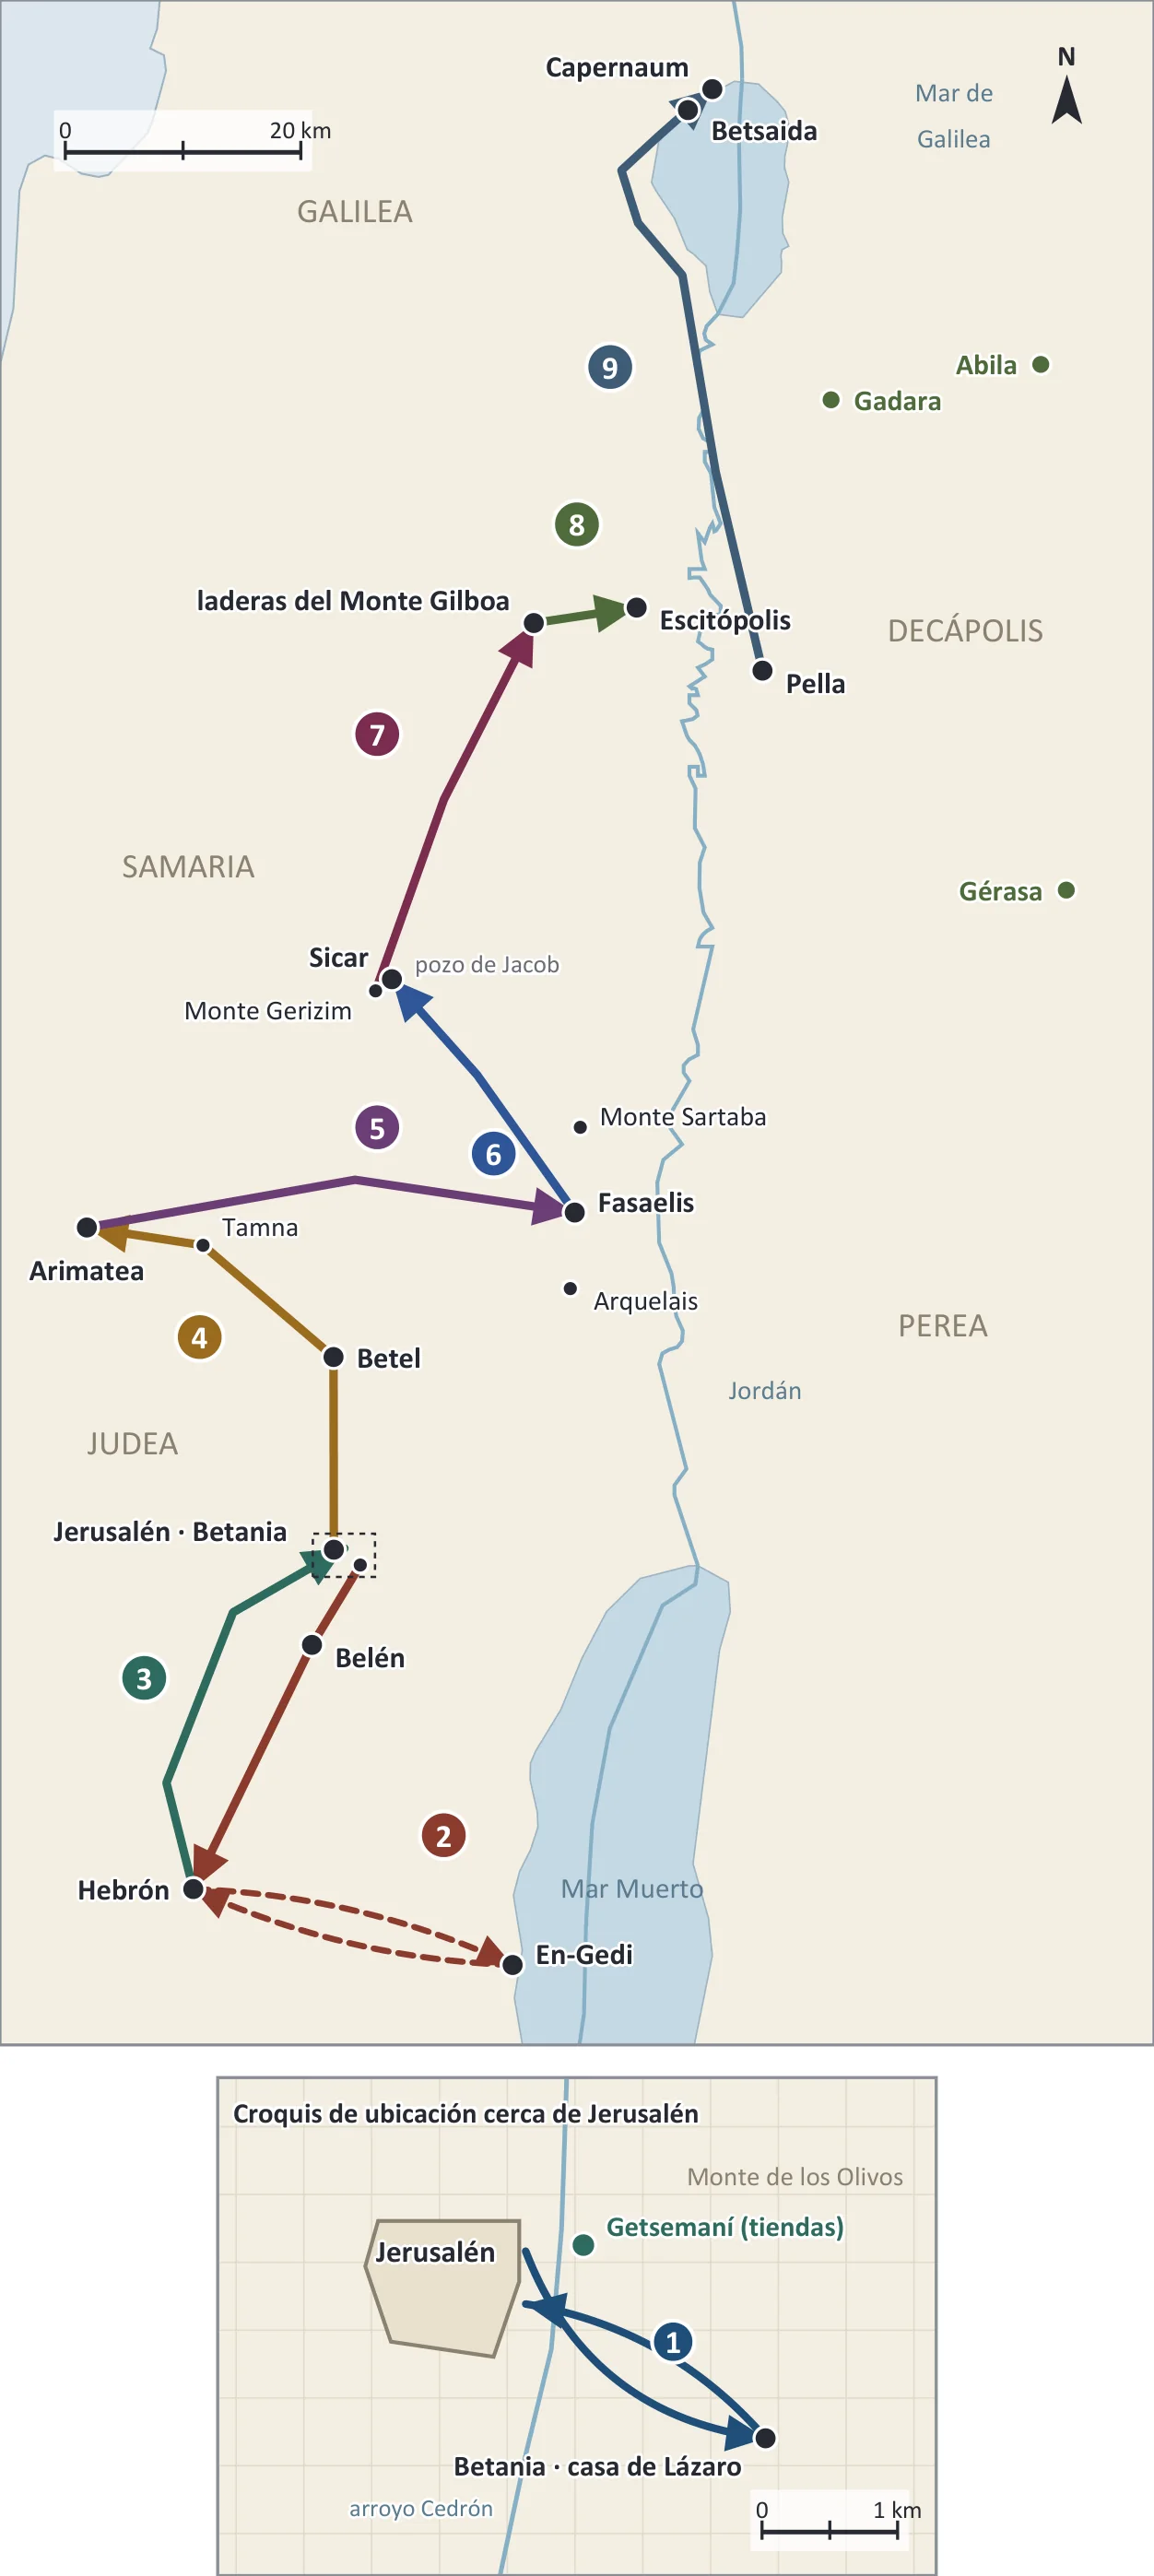 Capernaum
N
Mar de
Galilea
0 20 km
Betsaida
GALILEA
9
Abila
Gadara
8
laderas del Monte Gilboa
Escitópolis
DECÁPOLIS
Pella
7
SAMARIA
Gérasa
Sicar
pozo de Jacob
Monte Gerizim
Monte Sartaba
5
6
Fasaelis
Tamna
Arimatea
Arquelais
PEREA
4
Betel
Jordán
JUDEA
Jerusalén · Betania
Belén
3
2
Mar Muerto
Hebrón
En-Gedi
Croquis de ubicación cerca de Jerusalén
Monte de los Olivos
Getsemaní (tiendas)
Jerusalén
1
Betania · casa de Lázaro
arroyo Cedrón
0 1 km